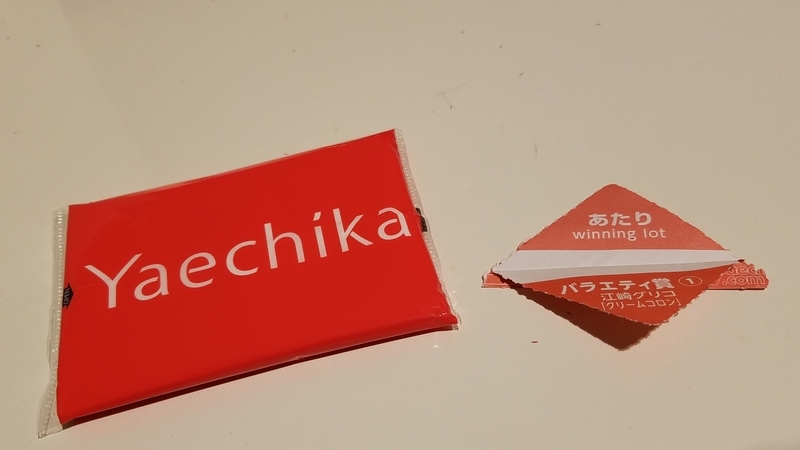 Yaechika
あたり
winning lot
バラエティ賞 ①
江崎グリコ
[クリームコロン]
.com